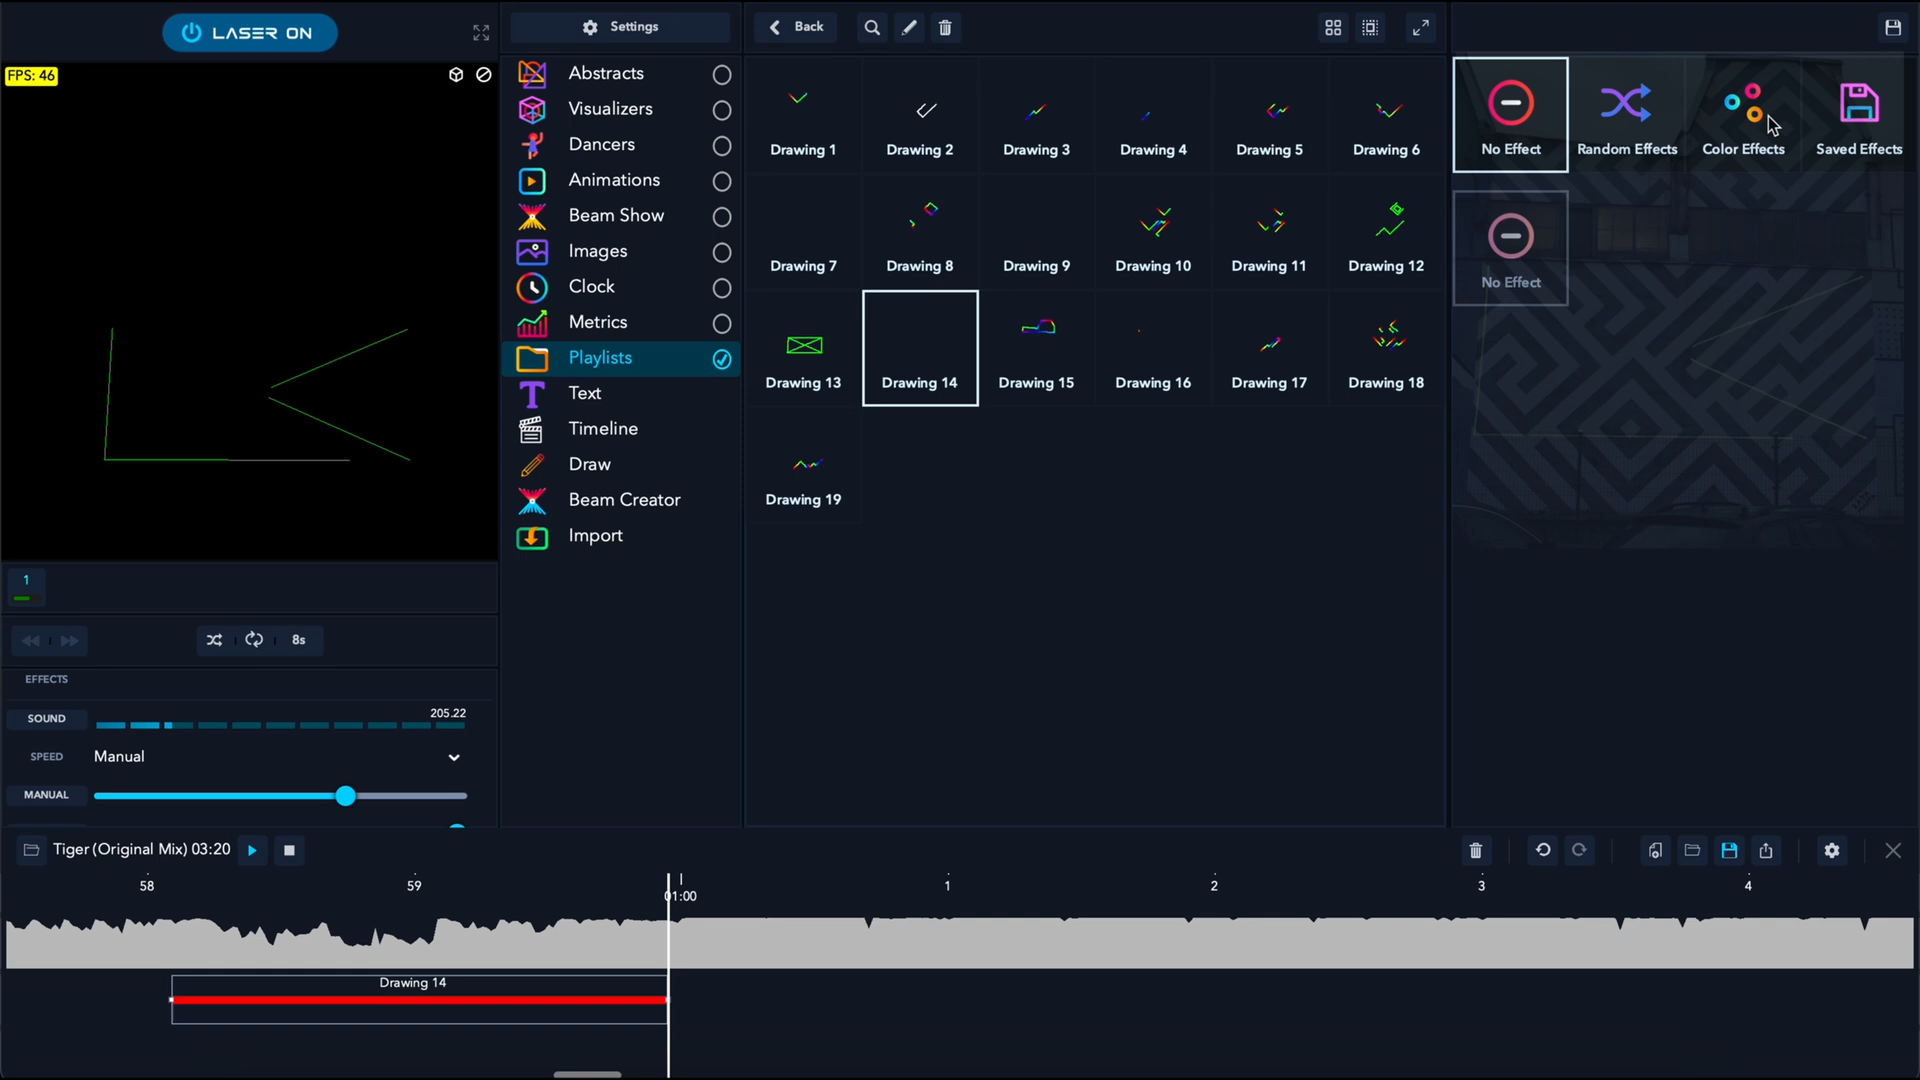 LASER ON
FPS: 46
1
8s
EFFECTS
SOUND
205.22
SPEED
Manual
MANUAL
Settings
Abstracts
Visualizers
Dancers
Animations
Beam Show
Images
Clock
Metrics
Playlists
Text
Timeline
Draw
Beam Creator
Import
Back
Drawing 1
Drawing 2
Drawing 3
Drawing 4
Drawing 5
Drawing 6
Drawing 7
Drawing 8
Drawing 9
Drawing 10
Drawing 11
Drawing 12
Drawing 13
Drawing 14
Drawing 15
Drawing 16
Drawing 17
Drawing 18
Drawing 19
No Effect
Random Effects
Color Effects
Saved Effects
No Effect
Tiger (Original Mix) 03:20
58
59
01:00
1
2
3
4
Drawing 14